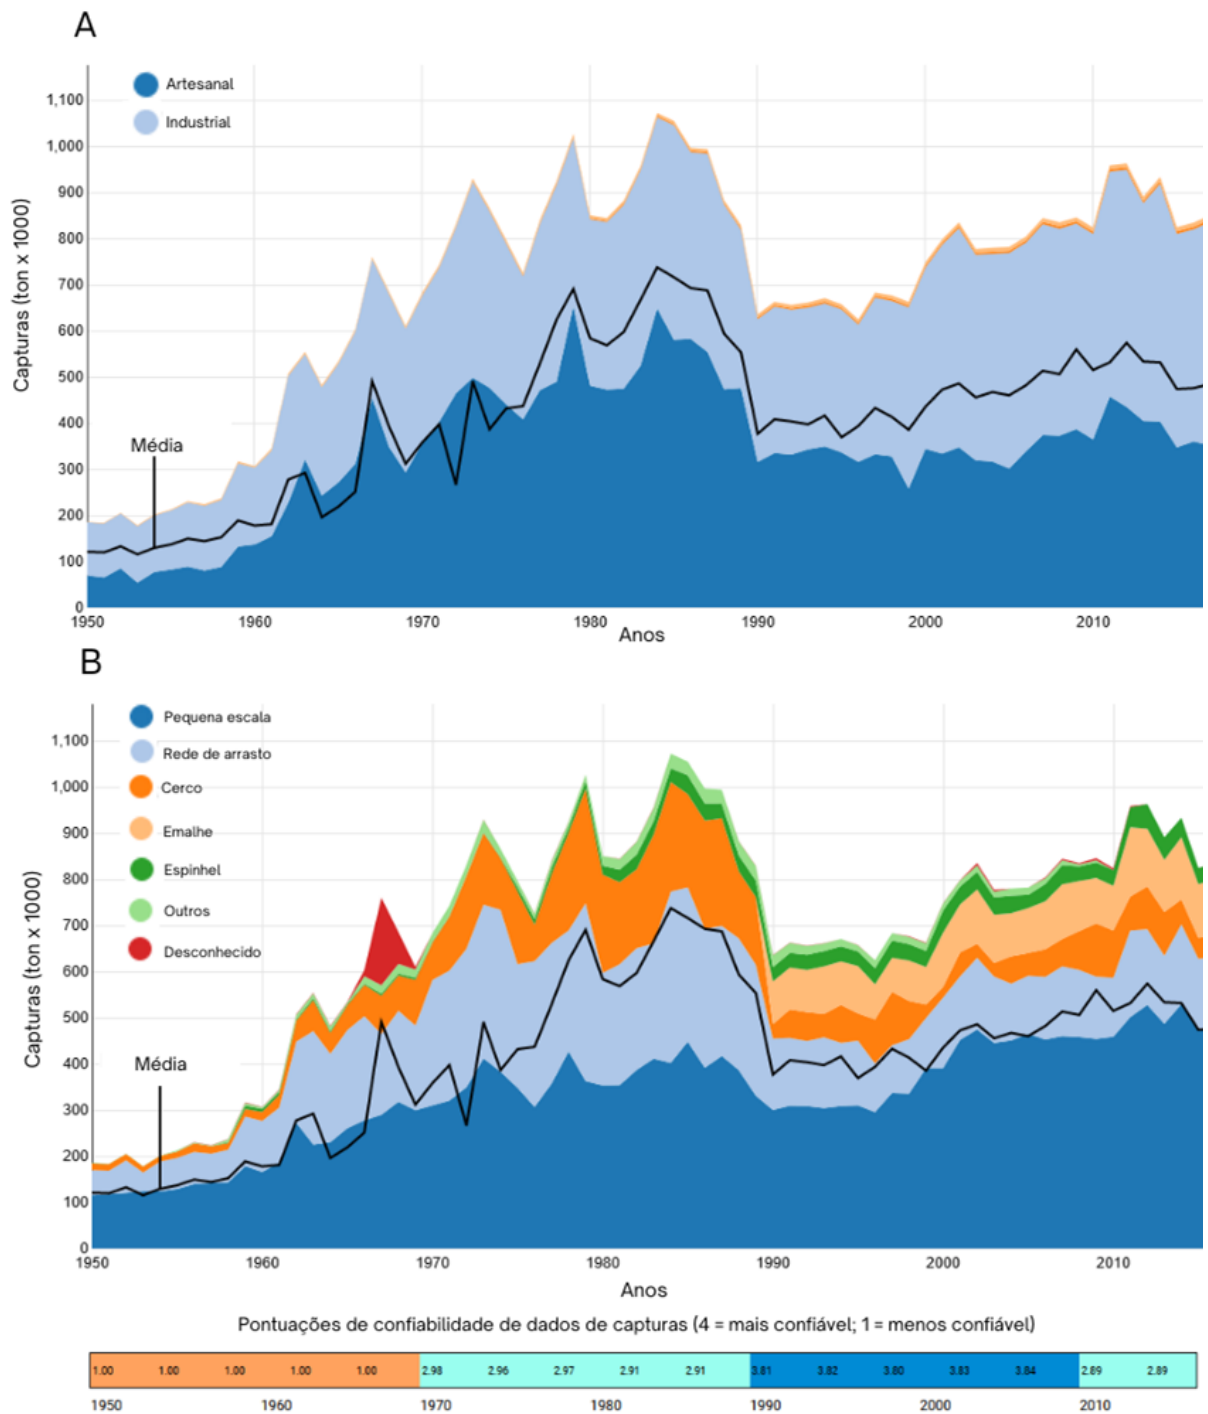 A
Artesanal
Industrial
1,100
1,000
900
800
700
600
500
400
300
200
100
0
Capturas (ton x 1000)
Média
1950 1960 1970 1980 1990 2000 2010
Anos
B
Pequena escala
Rede de arrasto
Cerco
Emalhe
Espinhel
Outros
Desconhecido
1,100
1,000
900
800
700
600
500
400
300
200
100
0
Capturas (ton x 1000)
Média
1950 1960 1970 1980 1990 2000 2010
Anos
Pontuações de confiabilidade de dados de capturas (4 = mais confiável; 1 = menos confiável)
1.00 1.00 1.00 1.00 1.00 2.98 2.96 2.97 2.91 2.91 3.81 3.82 3.80 3.83 3.84 2.89 2.89
1950 1960 1970 1980 1990 2000 2010